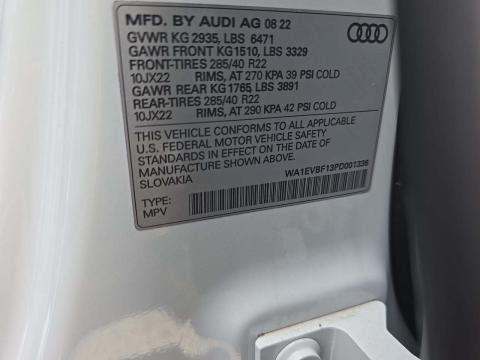 MFD. BY AUDI AG 08 22
GVWR KG 2935, LBS 6471
GAWR FRONT KG1510, LBS 3329
FRONT-TIRES 285/40 R22
10JX22 RIMS, AT 270 KPA 39 PSI COLD
GAWR REAR KG1765, LBS 3891
REAR-TIRES 285/40 R22
10JX22 RIMS, AT 290 KPA 42 PSI COLD
THIS VEHICLE CONFORMS TO ALL APPLICABLE
U.S. FEDERAL MOTOR VEHICLE SAFETY
STANDARDS IN EFFECT ON THE DATE OF
MANUFACTURE SHOWN ABOVE.
SLOVAKIA
WA1EVBF13PD001336
TYPE:
MPV